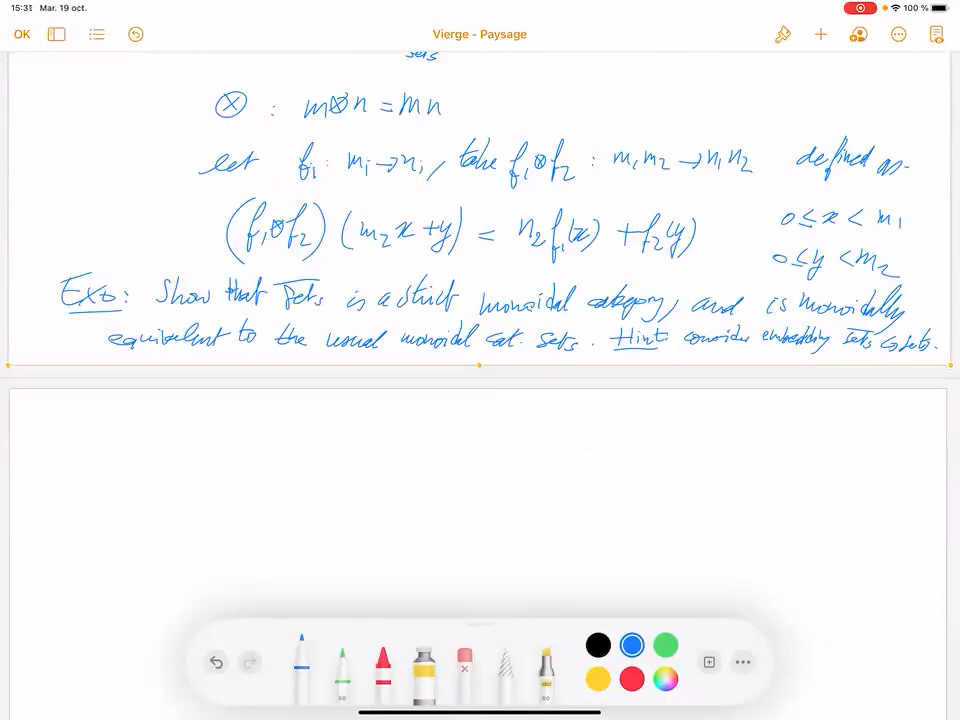 15:31 Mar. 19 oct. 100 %
OK Vierge - Paysage
sets
⊗ : m⊗n = mn
let fi : mi → ni, take f1⊗f2 : m1m2 → n1n2 defined as.
(f1⊗f2) (m2x+y) = n2f1(x) + f2(y) 0 ≤ x < m1
0 ≤ y < m2
Exo: Show that S̅e̅t̅s̅ is a strict monoidal category, and is monoidally
equivalent to the usual monoidal cat. Sets. Hint: consider embedding S̅e̅t̅s̅ ↪ Sets.